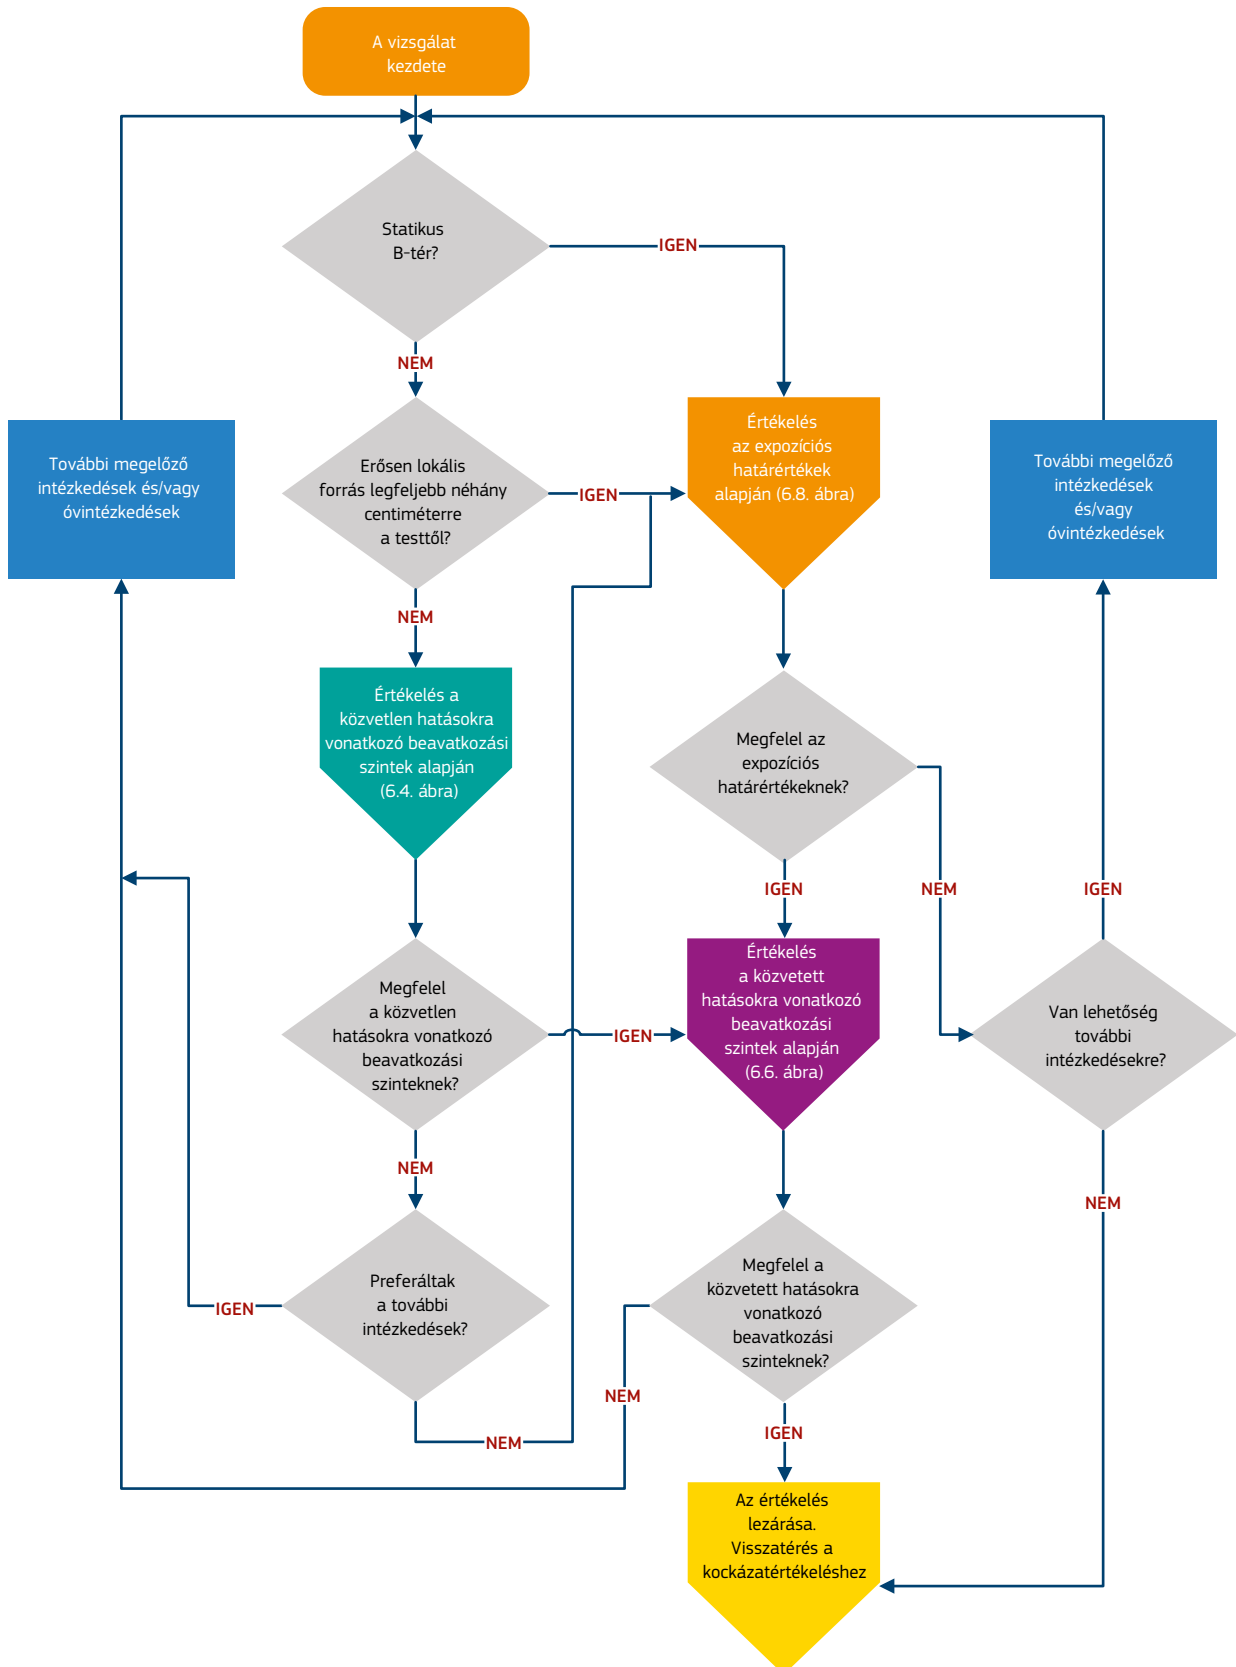 A vizsgálat
kezdete
Statikus
B-tér?
IGEN
NEM
További megelőző
intézkedések és/vagy
óvintézkedések
Erősen lokális
forrás legfeljebb néhány
centiméterre
a testtől?
IGEN
NEM
Értékelés
az expozíciós
határértékek
alapján (6.8. ábra)
További megelőző
intézkedések
és/vagy
óvintézkedések
Értékelés a
közvetlen hatásokra
vonatkozó beavatkozási
szintek alapján
(6.4. ábra)
Megfelel az
expozíciós
határértékeknek?
IGEN
NEM
IGEN
Megfelel
a közvetlen
hatásokra vonatkozó
beavatkozási
szinteknek?
IGEN
NEM
Értékelés
a közvetett
hatásokra vonatkozó
beavatkozási
szintek alapján
(6.6. ábra)
Van lehetőség
további
intézkedésekre?
NEM
Preferáltak
a további
intézkedések?
IGEN
NEM
Megfelel a
közvetett hatásokra
vonatkozó
beavatkozási
szinteknek?
NEM
IGEN
Az értékelés
lezárása.
Visszatérés a
kockázatértékeléshez